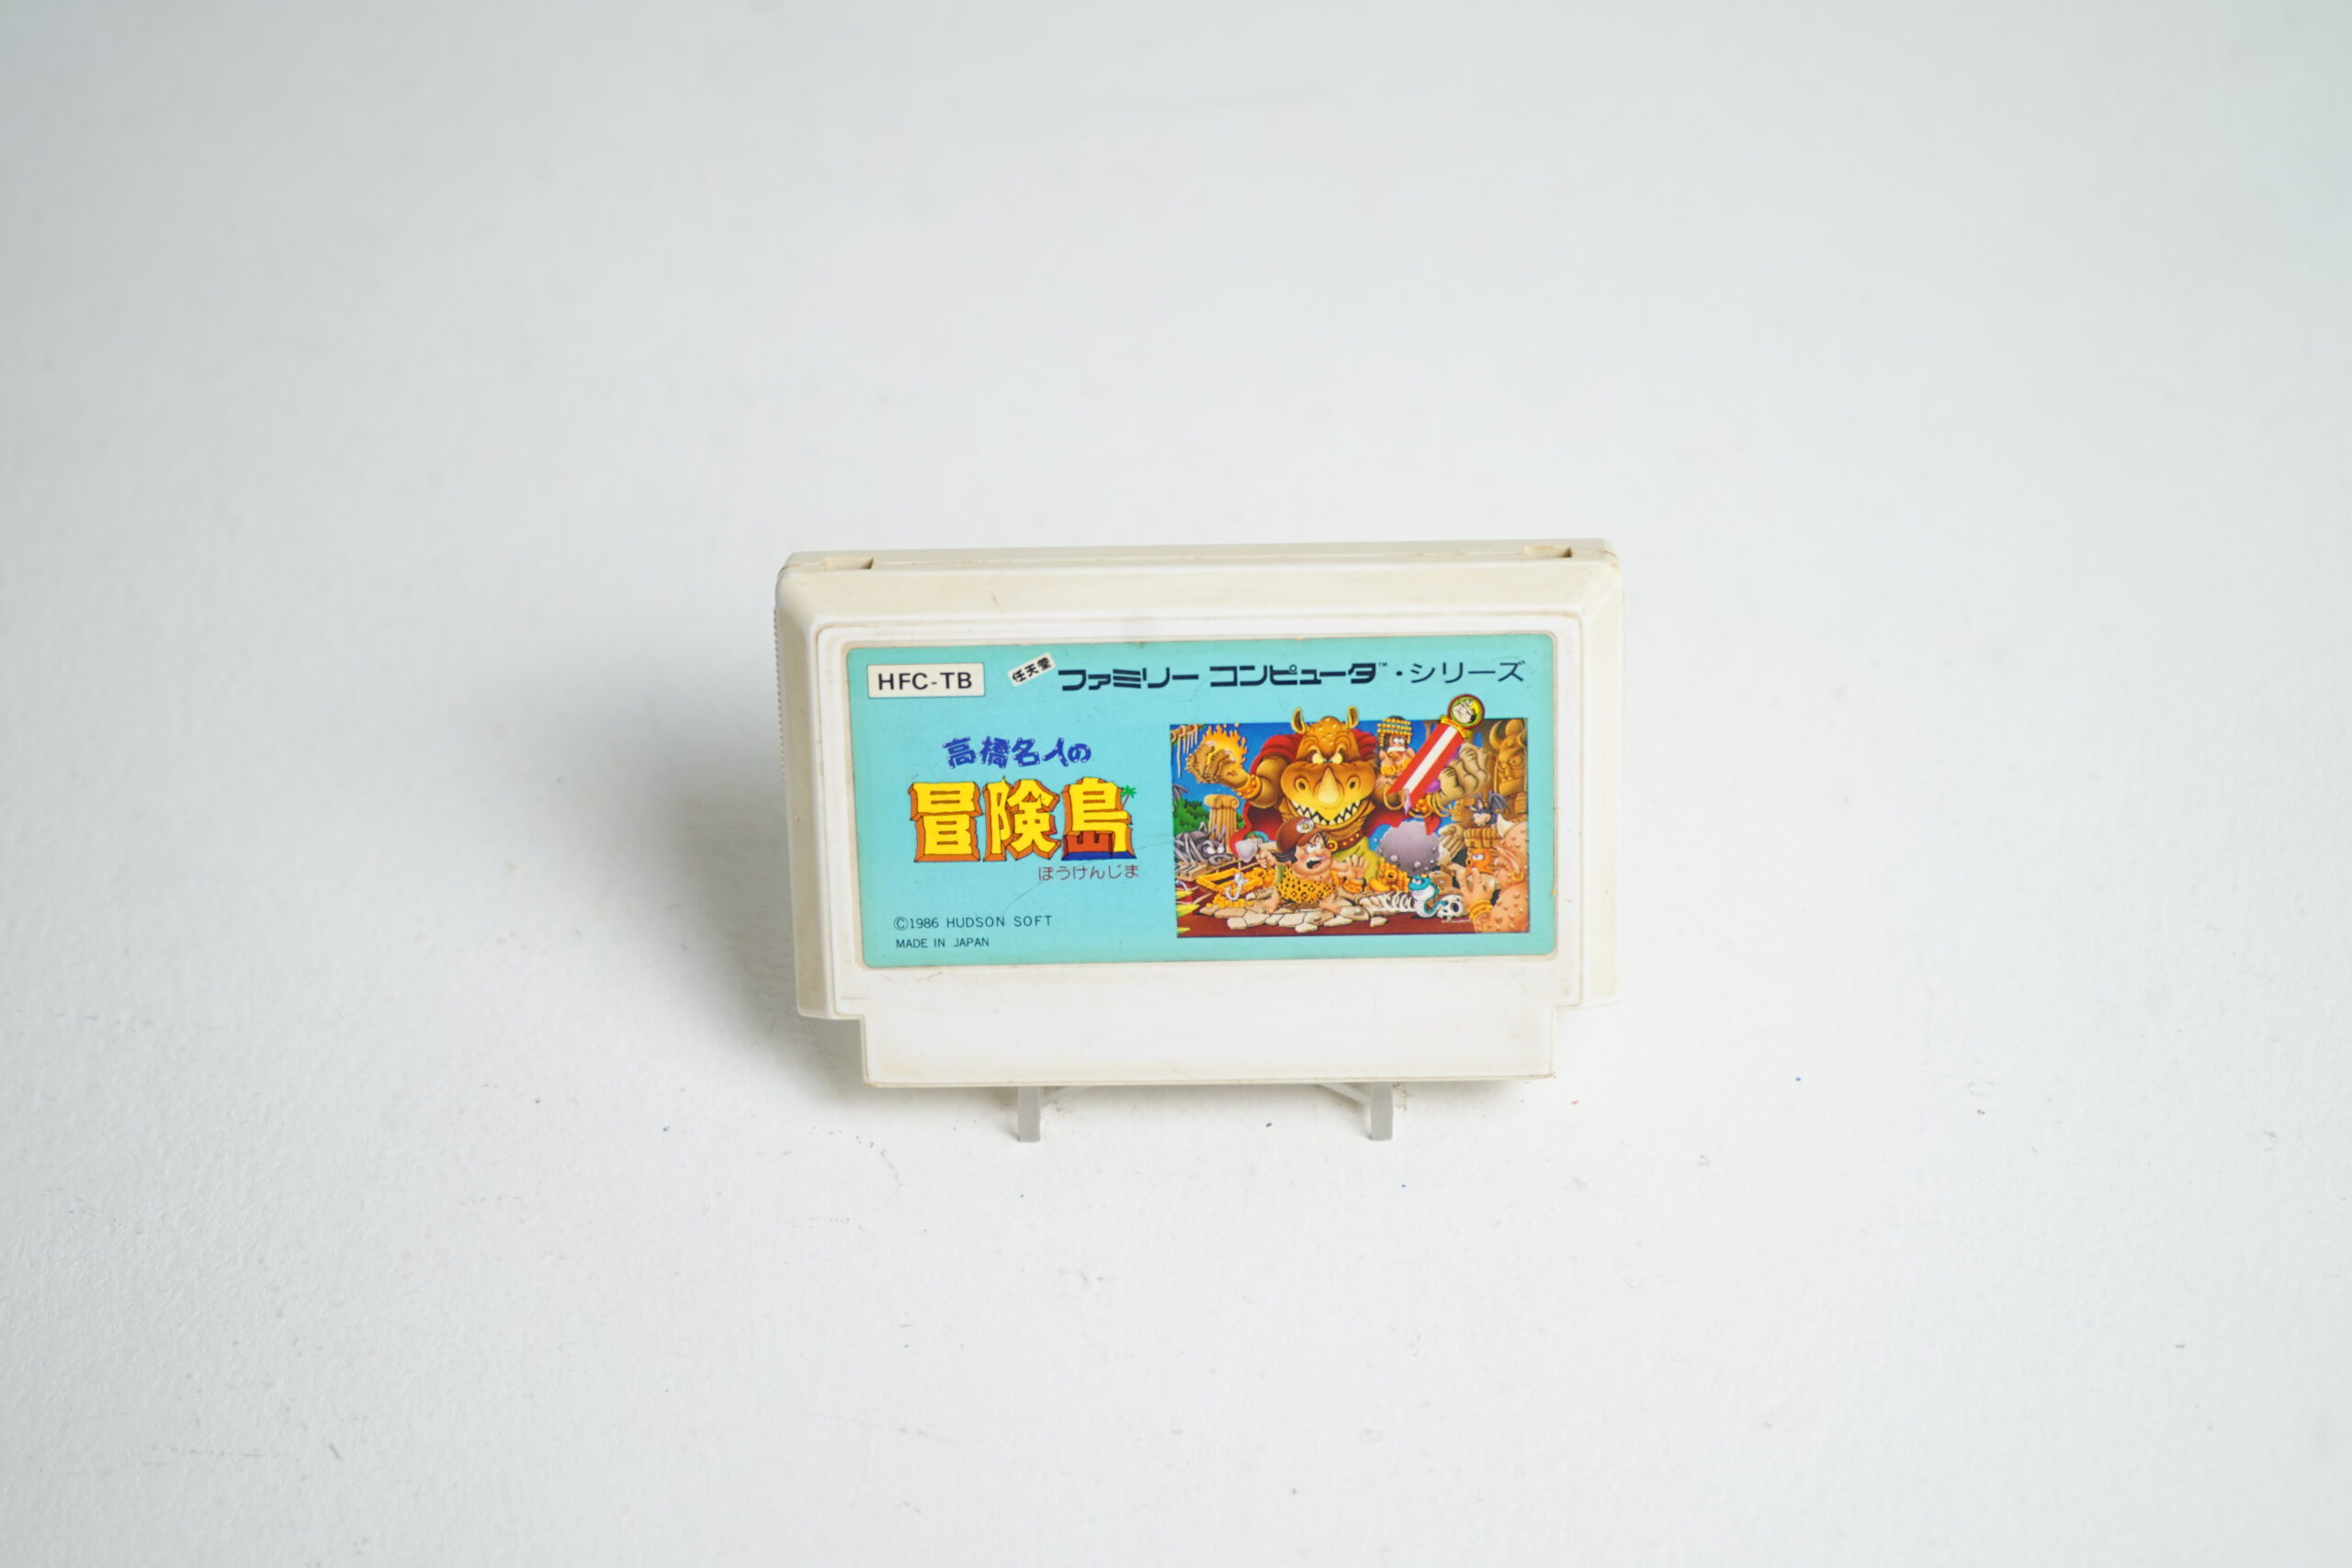 HFC-TB
任天堂 ファミリー コンピュータ™・シリーズ
高橋名人の
冒険島
ぼうけんじま
©1986 HUDSON SOFT
MADE IN JAPAN